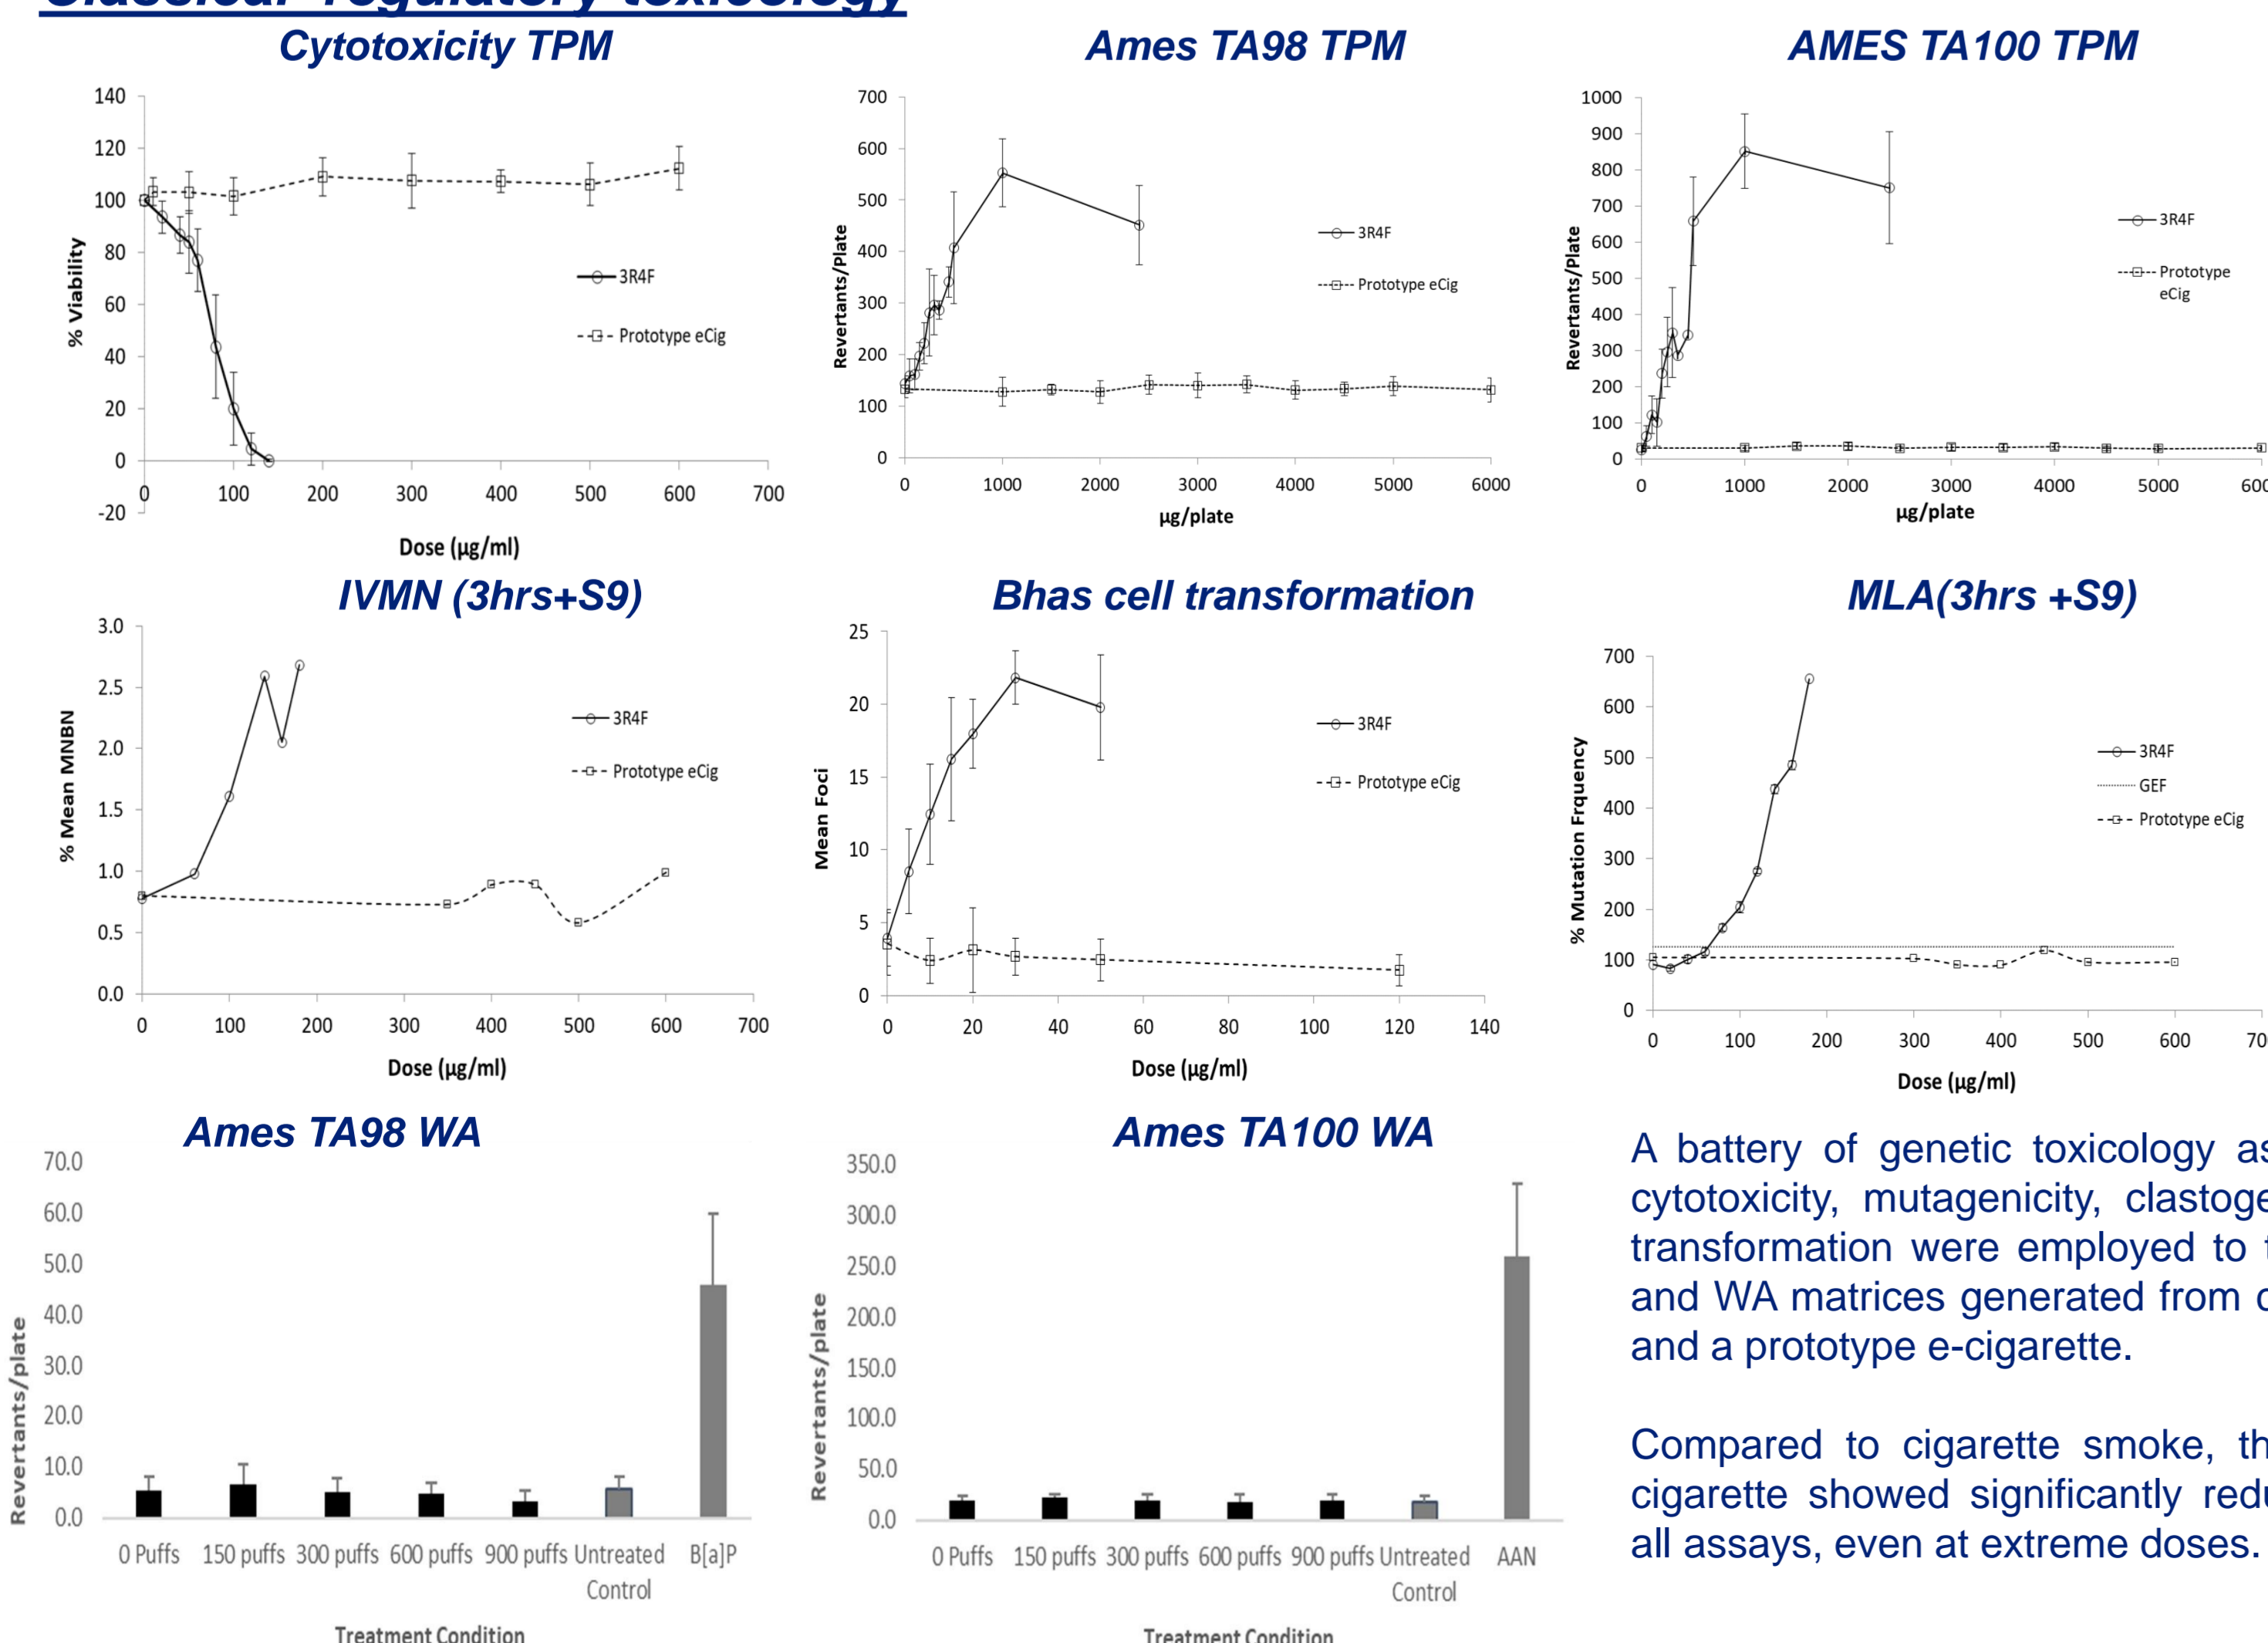 Classical regulatory toxicology
Cytotoxicity TPM
140
120
100
80
60
40
20
0
-20
% Viability
0 100 200 300 400 500 600 700
Dose (µg/ml)
3R4F
Prototype eCig
Ames TA98 TPM
700
600
500
400
300
200
100
0
Revertants/Plate
0 1000 2000 3000 4000 5000 6000
µg/plate
3R4F
Prototype eCig
AMES TA100 TPM
1000
900
800
700
600
500
400
300
200
100
0
Revertants/Plate
0 1000 2000 3000 4000 5000
µg/plate
3R4F
Prototype
eCig
IVMN (3hrs+S9)
3.0
2.5
2.0
1.5
1.0
0.5
0.0
% Mean MNBN
0 100 200 300 400 500 600 700
Dose (µg/ml)
3R4F
Prototype eCig
Bhas cell transformation
25
20
15
10
5
0
Mean Foci
0 20 40 60 80 100 120 140
Dose (µg/ml)
3R4F
Prototype eCig
MLA(3hrs +S9)
700
600
500
400
300
200
100
0
% Mutation Frquency
0 100 200 300 400 500 600
Dose (µg/ml)
3R4F
GEF
Prototype eCig
Ames TA98 WA
70.0
60.0
50.0
40.0
30.0
20.0
10.0
0.0
Revertants/plate
0 Puffs 150 puffs 300 puffs 600 puffs 900 puffs Untreated B[a]P
Control
Treatment Condition
Ames TA100 WA
350.0
300.0
250.0
200.0
150.0
100.0
50.0
0.0
Revertants/plate
0 Puffs 150 puffs 300 puffs 600 puffs 900 puffs Untreated AAN
Control
Treatment Condition
A battery of genetic toxicology
cytotoxicity, mutagenicity,
transformation were employed to
and WA matrices generated from
and a prototype e-cigarette.
Compared to cigarette smoke,
cigarette showed significantly
all assays, even at extreme doses.